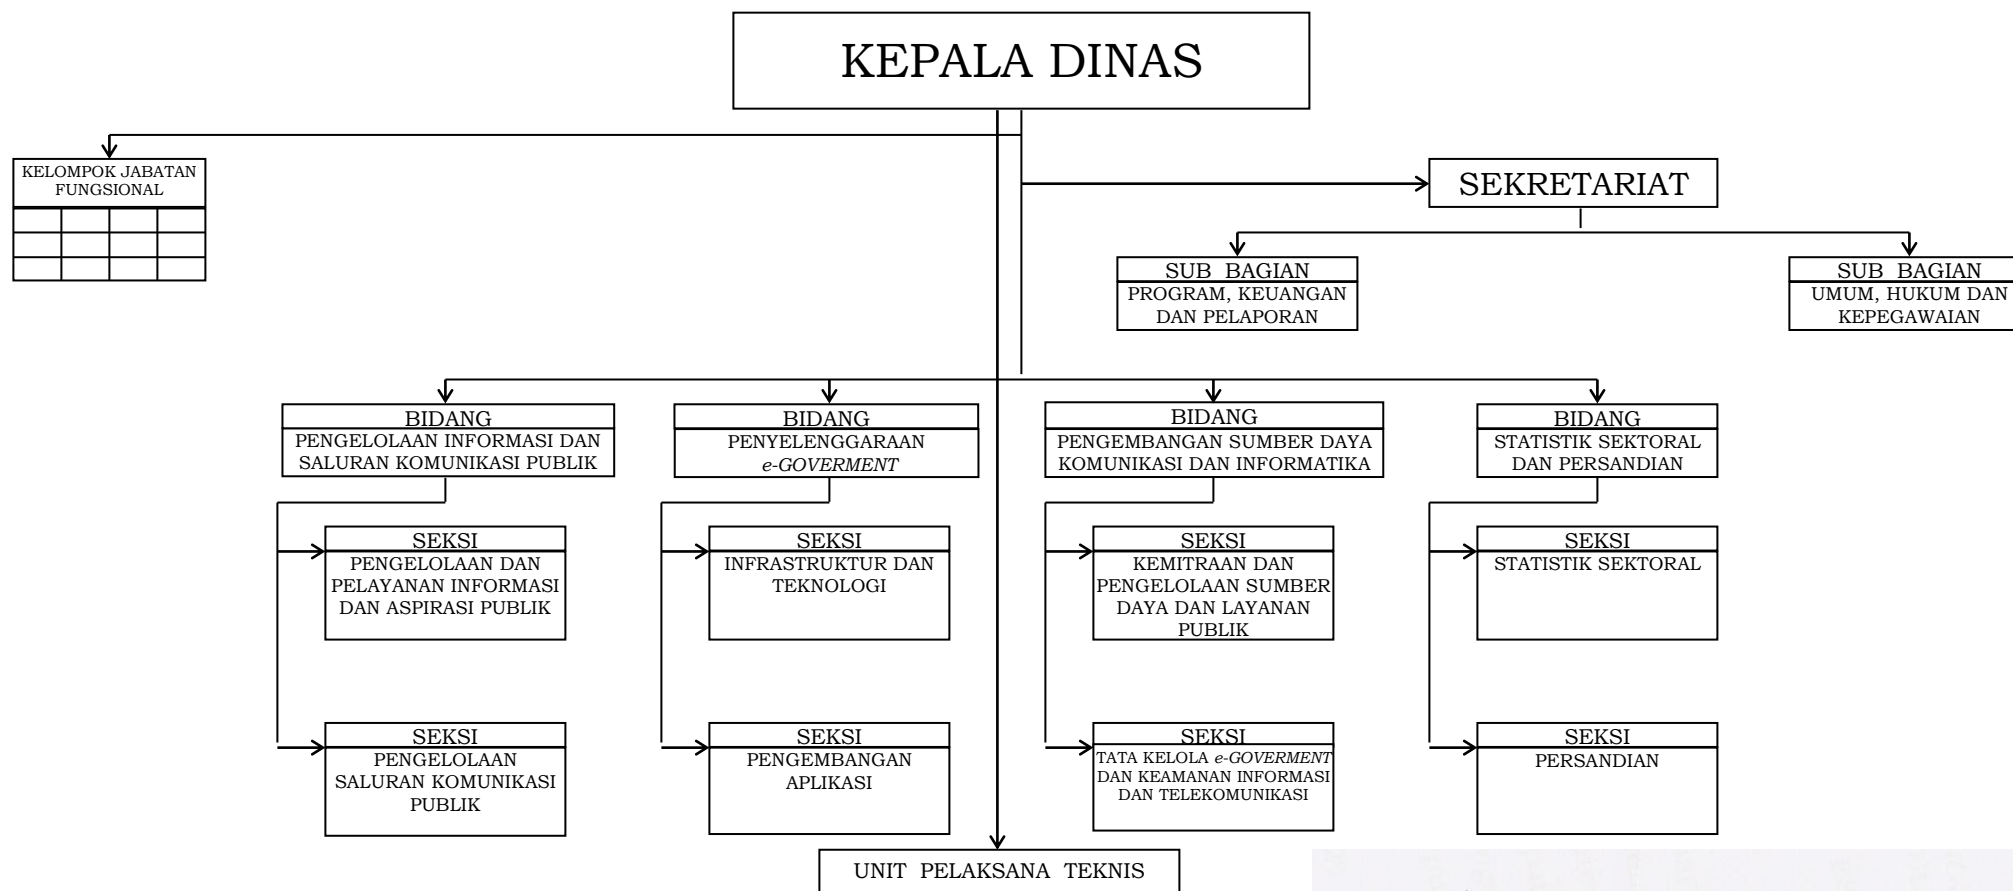 KEPALA DINAS
KELOMPOK JABATAN
FUNGSIONAL
SEKRETARIAT
SUB BAGIAN
PROGRAM, KEUANGAN
DAN PELAPORAN
SUB BAGIAN
UMUM, HUKUM DAN
KEPEGAWAIAN
BIDANG
PENGELOLAAN INFORMASI DAN
SALURAN KOMUNIKASI PUBLIK
BIDANG
PENYELENGGARAAN
e-GOVERMENT
BIDANG
PENGEMBANGAN SUMBER DAYA
KOMUNIKASI DAN INFORMATIKA
BIDANG
STATISTIK SEKTORAL
DAN PERSANDIAN
SEKSI
PENGELOLAAN DAN
PELAYANAN INFORMASI
DAN ASPIRASI PUBLIK
SEKSI
INFRASTRUKTUR DAN
TEKNOLOGI
SEKSI
KEMITRAAN DAN
PENGELOLAAN SUMBER
DAYA DAN LAYANAN
PUBLIK
SEKSI
STATISTIK SEKTORAL
SEKSI
PENGELOLAAN
SALURAN KOMUNIKASI
PUBLIK
SEKSI
PENGEMBANGAN
APLIKASI
SEKSI
TATA KELOLA e-GOVERMENT
DAN KEAMANAN INFORMASI
DAN TELEKOMUNIKASI
SEKSI
PERSANDIAN
UNIT PELAKSANA TEKNIS